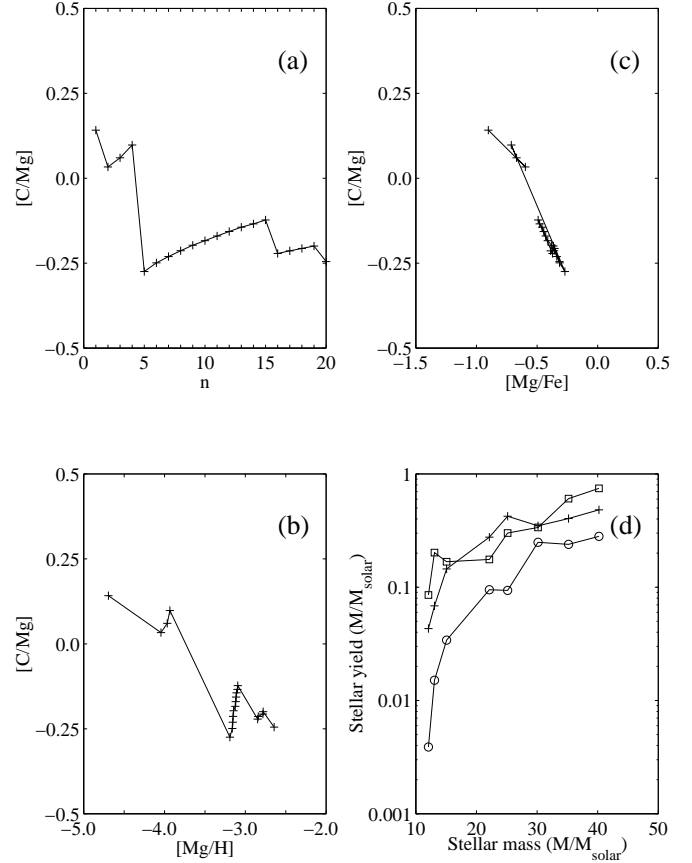 0.5
0.25
0.0
−0.25
−0.5
[C/Mg]
(a)
0 5 10 15 20
n
0.5
0.25
0.0
−0.25
−0.5
[C/Mg]
(c)
−1.5 −1.0 −0.5 0.0 0.5
[Mg/Fe]
0.5
0.25
0.0
−0.25
−0.5
[C/Mg]
(b)
−5.0 −4.0 −3.0 −2.0
[Mg/H]
1
0.1
0.01
0.001
Stellar yield (M/M_solar)
(d)
10 20 30 40 50
Stellar mass (M/M_solar)